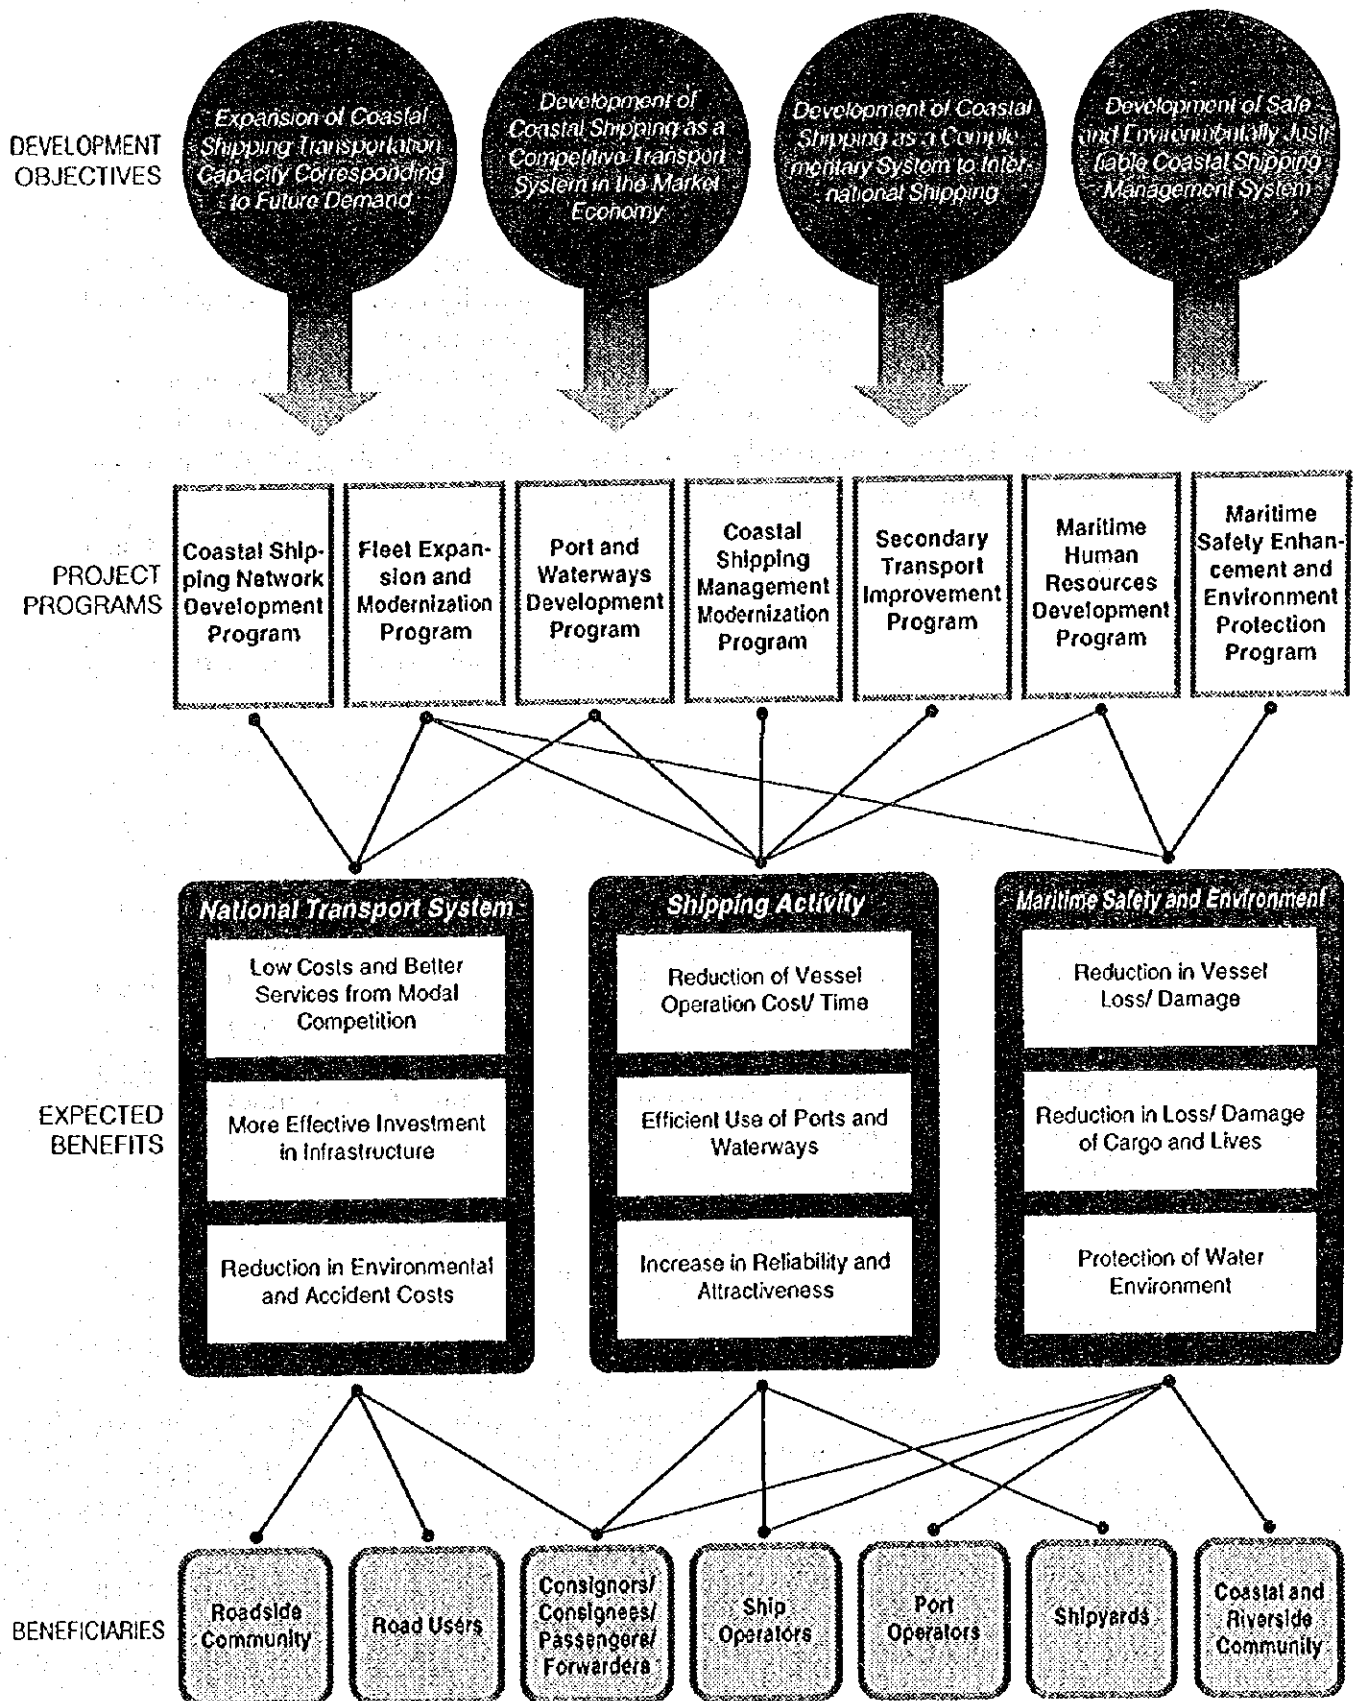 DEVELOPMENT
OBJECTIVES
Expansion of Coastal
Shipping Transportation
Capacity Corresponding
to Future Demand
Development of
Coastal Shipping as a
Competitive Transport
System in the Market
Economy
Development of Coastal
Shipping as a Comple
mentary System to Inter
national Shipping
Development of Safe
and Environmentally Justi
fiable Coastal Shipping
Management System
PROJECT
PROGRAMS
Coastal Ship-
ping Network
Development
Program
Fleet Expan-
sion and
Modernization
Program
Port and
Waterways
Development
Program
Coastal
Shipping
Management
Modernization
Program
Secondary
Transport
Improvement
Program
Maritime
Human
Resources
Development
Program
Maritime
Safety Enhan-
cement and
Environment
Protection
Program
EXPECTED
BENEFITS
National Transport System
Low Costs and Better
Services from Modal
Competition
More Effective Investment
in Infrastructure
Reduction in Environmental
and Accident Costs
Shipping Activity
Reduction of Vessel
Operation Cost/ Time
Efficient Use of Ports and
Waterways
Increase in Reliability and
Attractiveness
Maritime Safety and Environment
Reduction in Vessel
Loss/ Damage
Reduction in Loss/ Damage
of Cargo and Lives
Protection of Water
Environment
BENEFICIARIES
Roadside
Community
Road Users
Consignors/
Consignees/
Passengers/
Forwarders
Ship
Operators
Port
Operators
Shipyards
Coastal and
Riverside
Community